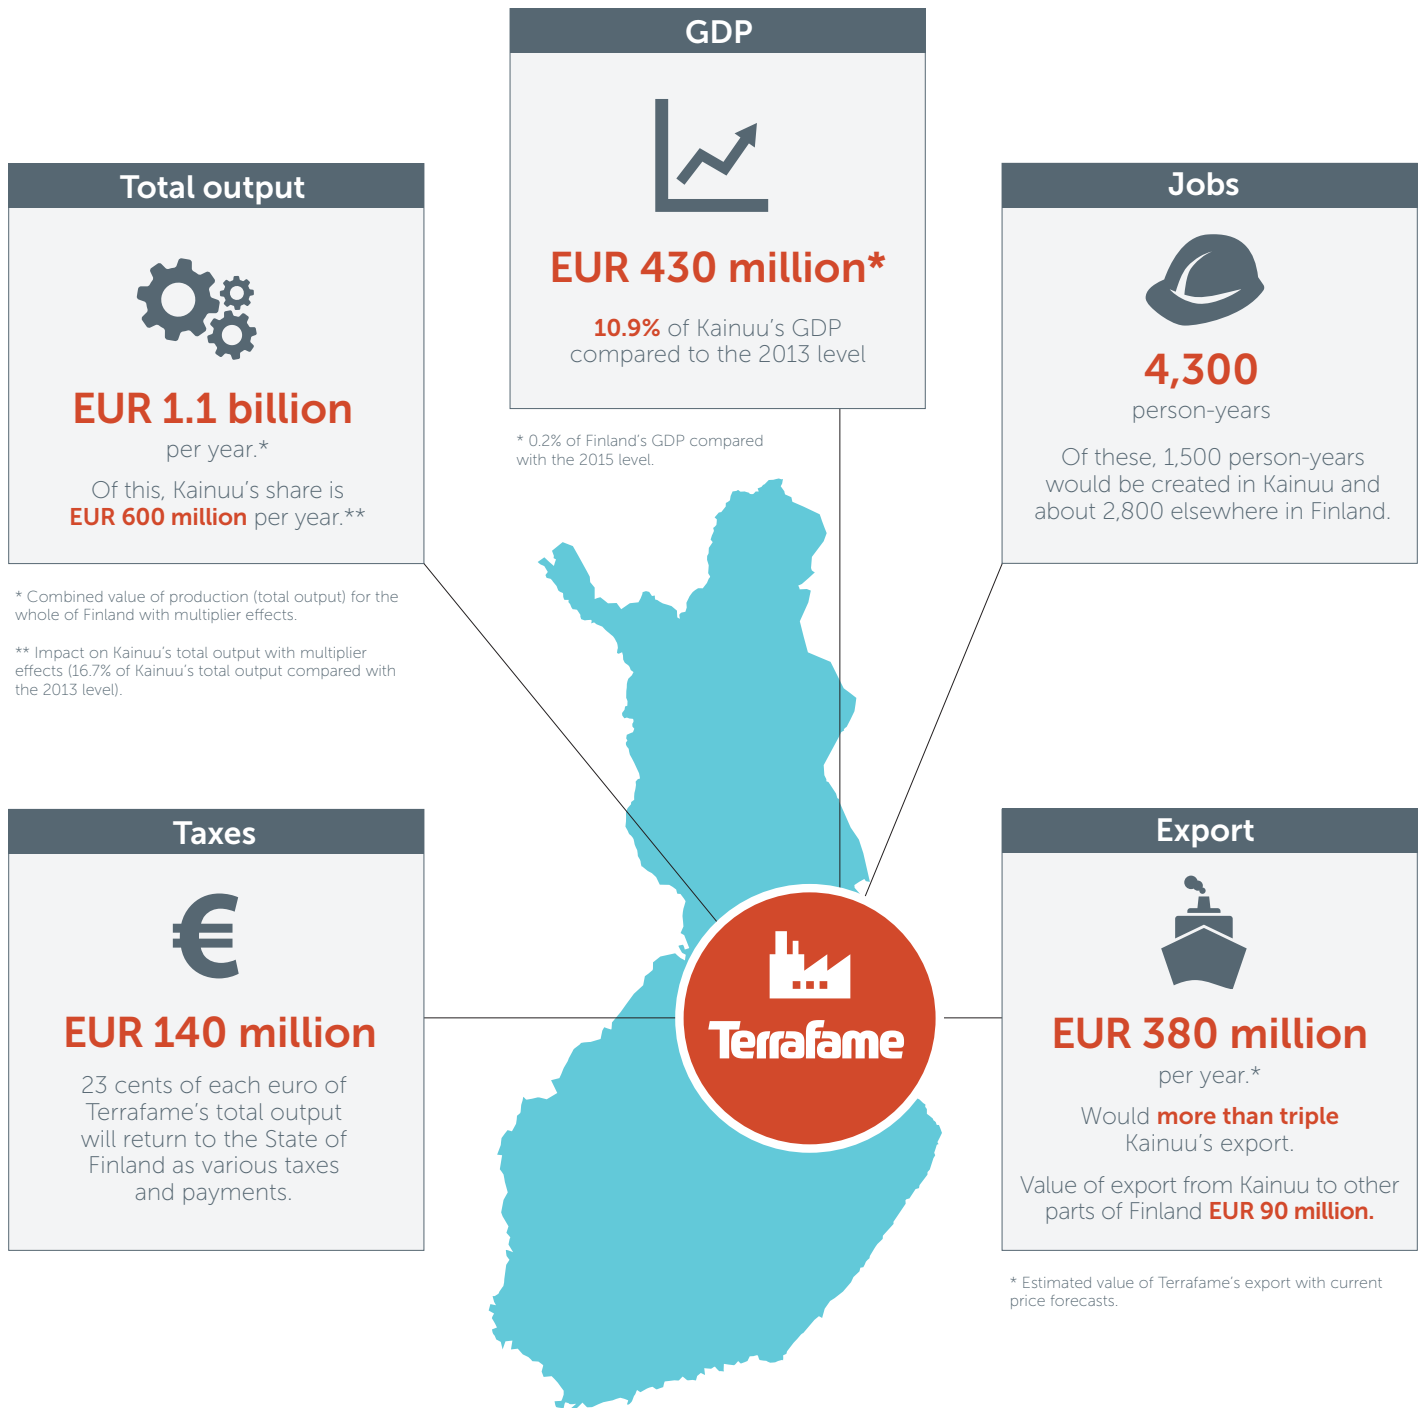 GDP
EUR 430 million*
10.9% of Kainuu's GDP
compared to the 2013 level
* 0.2% of Finland's GDP compared
with the 2015 level.
Total output
EUR 1.1 billion
per year.*
Of this, Kainuu's share is
EUR 600 million per year.**
* Combined value of production (total output) for the
whole of Finland with multiplier effects.
** Impact on Kainuu's total output with multiplier
effects (16.7% of Kainuu's total output compared with
the 2013 level).
Jobs
4,300
person-years
Of these, 1,500 person-years
would be created in Kainuu and
about 2,800 elsewhere in Finland.
Taxes
€
EUR 140 million
23 cents of each euro of
Terrafame's total output
will return to the State of
Finland as various taxes
and payments.
Terrafame
Export
EUR 380 million
per year.*
Would more than triple
Kainuu's export.
Value of export from Kainuu to other
parts of Finland EUR 90 million.
* Estimated value of Terrafame's export with current
price forecasts.